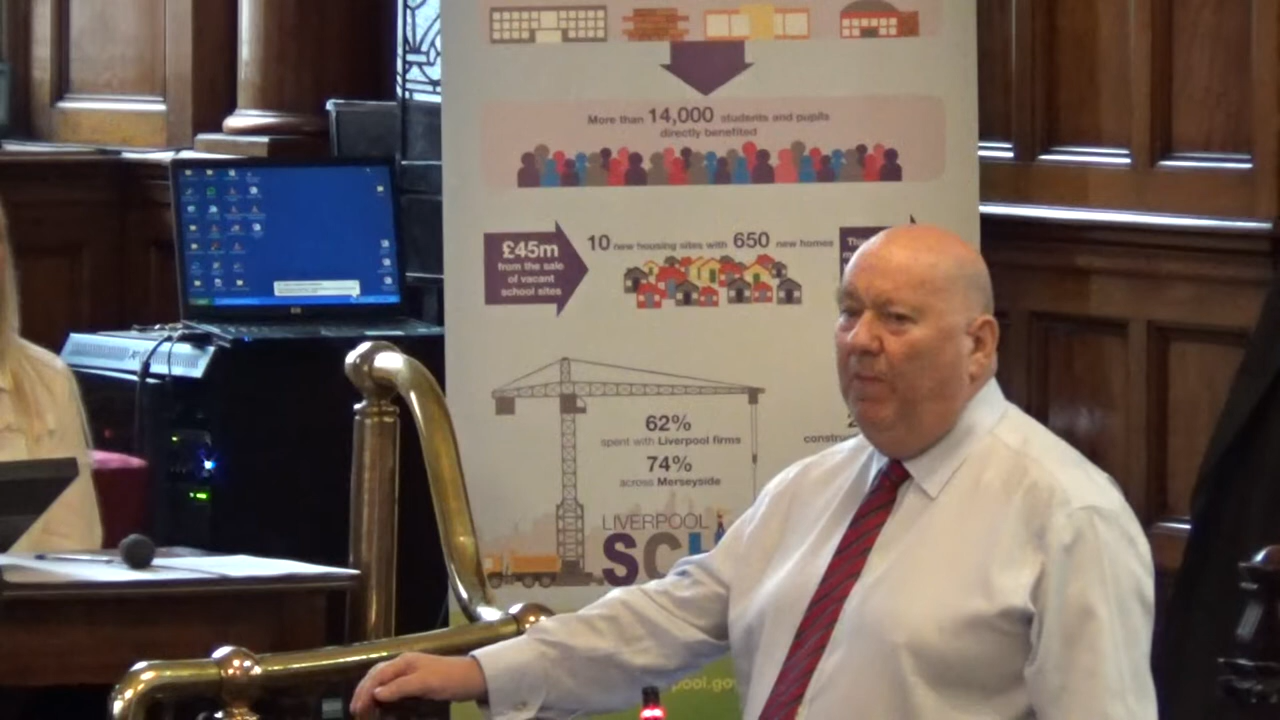 More than 14,000 students and pupils
directly benefited
£45m
from the sale
of vacant
school sites
10 new housing sites with 650 new homes
62%
spent with Liverpool firms
74%
across Merseyside
LIVERPOOL